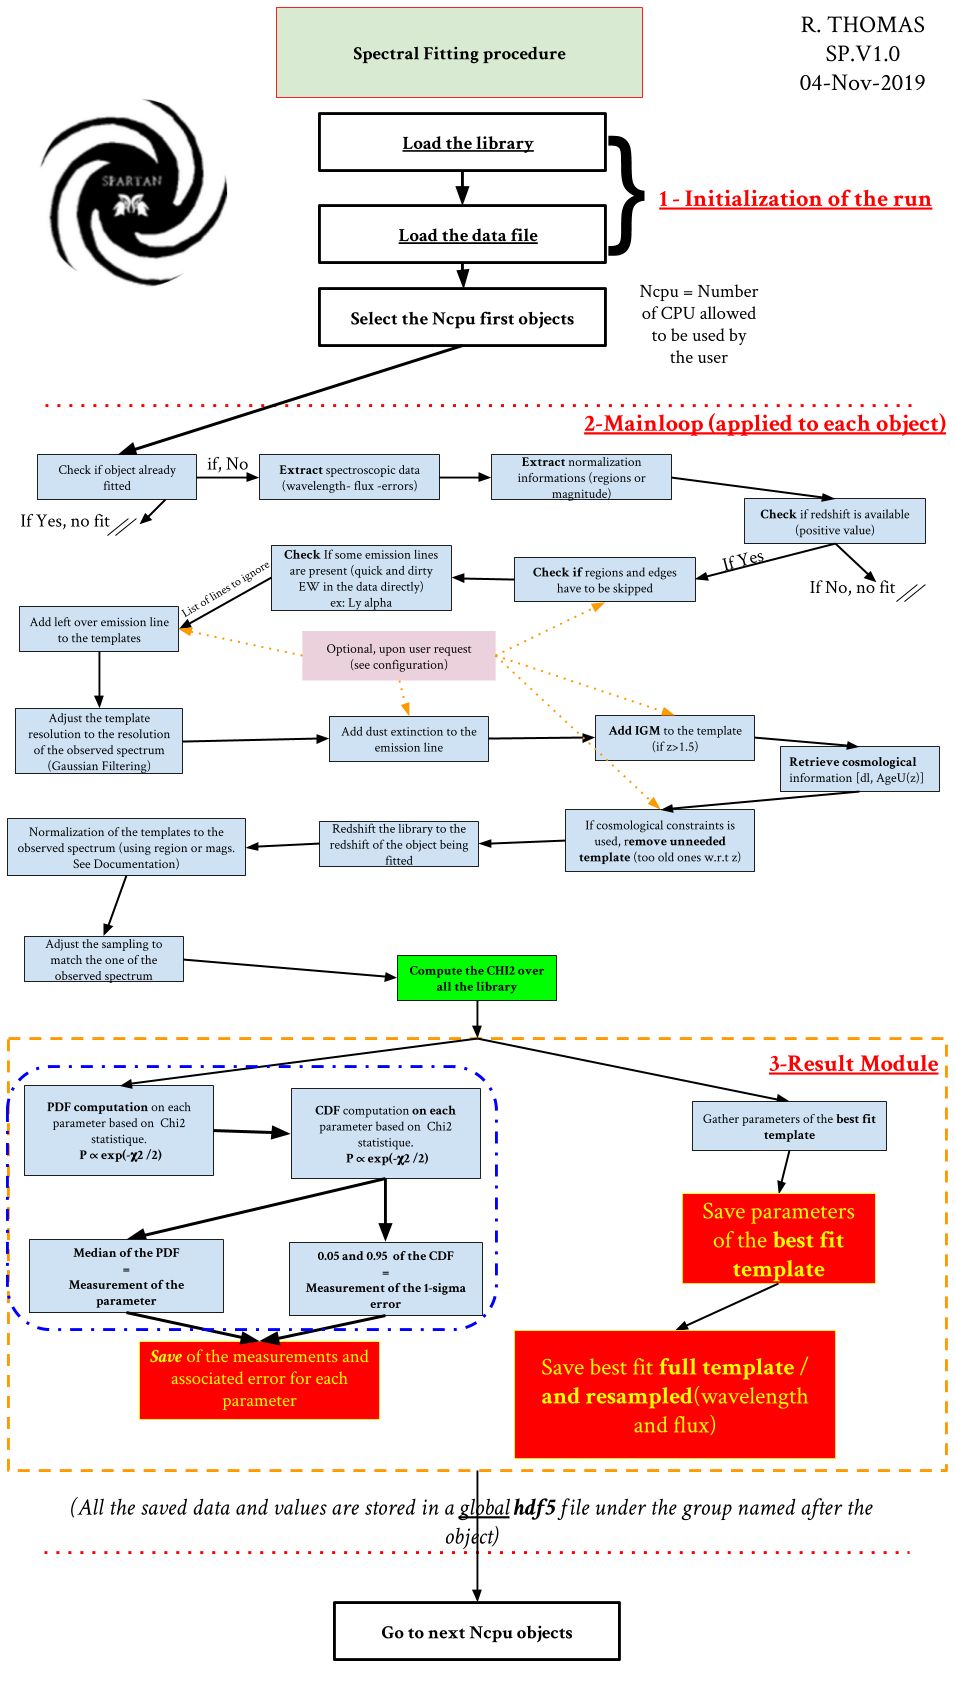 Spectral Fitting procedure
R. THOMAS
SP.V1.0
04-Nov-2019
SPARTAN
Load the library
1 - Initialization of the run
Load the data file
Select the Ncpu first objects
Ncpu = Number
of CPU allowed
to be used by
the user
2-Mainloop (applied to each object)
Check if object already
fitted
if, No
If Yes, no fit
Extract spectroscopic data
(wavelength- flux -errors)
Extract normalization
informations (regions or
magnitude)
Check if redshift is available
(positive value)
If Yes
If No, no fit
Check if regions and edges
have to be skipped
Check If some emission lines
are present (quick and dirty
EW in the data directly)
ex: Ly alpha
List of lines to ignore
Add left over emission line
to the templates
Optional, upon user request
(see configuration)
Adjust the template
resolution to the resolution
of the observed spectrum
(Gaussian Filtering)
Add dust extinction to the
emission line
Add IGM to the template
(if z>1.5)
Retrieve cosmological
information [dl, AgeU(z)]
If cosmological constraints is
used, remove unneeded
template (too old ones w.r.t z)
Redshift the library to the
redshift of the object being
fitted
Normalization of the templates to the
observed spectrum (using region or mags.
See Documentation)
Adjust the sampling to
match the one of the
observed spectrum
Compute the CHI2 over
all the library
3-Result Module
PDF computation on each
parameter based on Chi2
statistique.
P ∝ exp(-χ2 /2)
CDF computation on each
parameter based on Chi2
statistique.
P ∝ exp(-χ2 /2)
Gather parameters of the best fit
template
Median of the PDF
=
Measurement of the
parameter
0.05 and 0.95 of the CDF
=
Measurement of the 1-sigma
error
Save parameters
of the best fit
template
Save of the measurements and
associated error for each
parameter
Save best fit full template /
and resampled(wavelength
and flux)
(All the saved data and values are stored in a global hdf5 file under the group named after the
object)
Go to next Ncpu objects